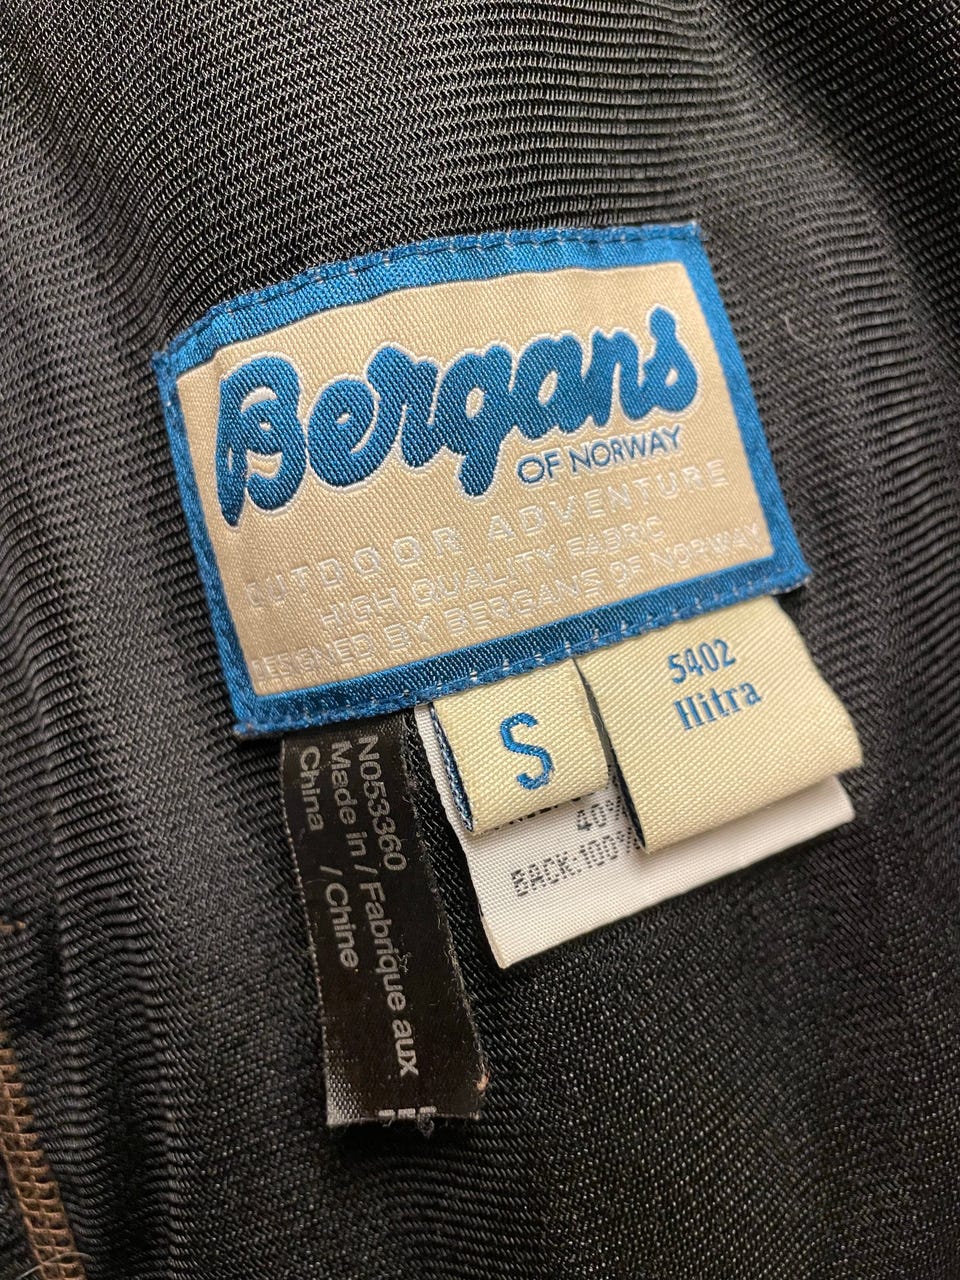 Bergans
OF NORWAY
OUTDOOR ADVENTURE
HIGH QUALITY FABRIC
DESIGNED BY BERGANS OF NORWAY
S
5402
Hitra
40%
BACK:100%
N053360
Made in / Fabrique aux
China / Chine